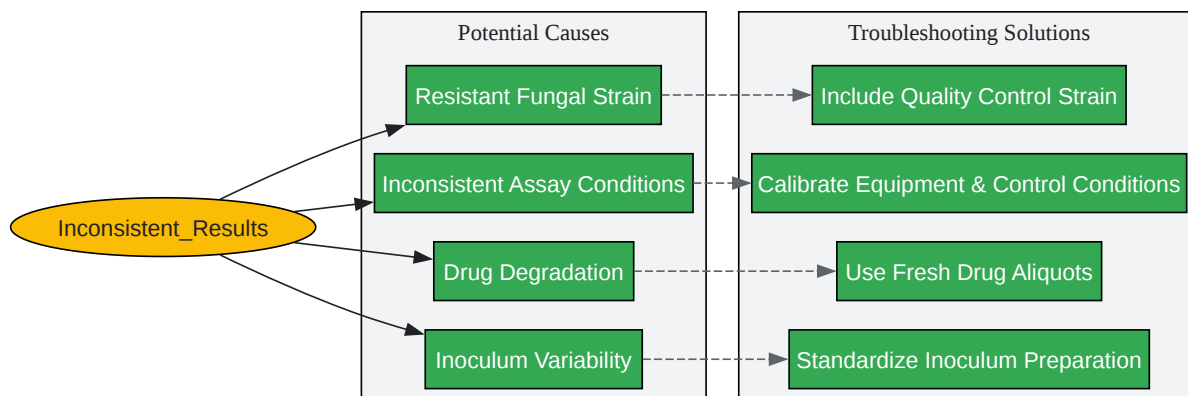 Potential Causes
Troubleshooting Solutions
Resistant Fungal Strain
Include Quality Control Strain
Inconsistent Assay Conditions
Calibrate Equipment & Control Conditions
Inconsistent_Results
Drug Degradation
Use Fresh Drug Aliquots
Inoculum Variability
Standardize Inoculum Preparation